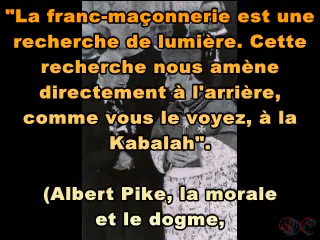 "La franc-maçonnerie est une
recherche de lumière. Cette
recherche nous amène
directement à l'arrière,
comme vous le voyez, à la
Kabalah".
(Albert Pike, la morale
et le dogme,